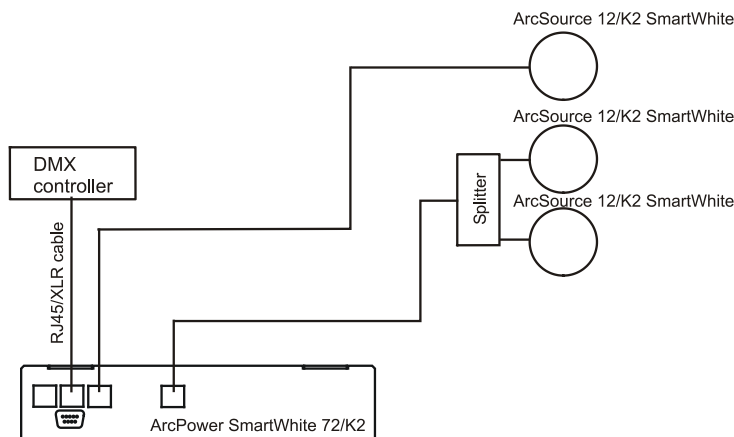 ArcSource 12/K2 SmartWhite
ArcSource 12/K2 SmartWhite
DMX
controller
Splitter
ArcSource 12/K2 SmartWhite
RJ45/XLR cable
ArcPower SmartWhite 72/K2